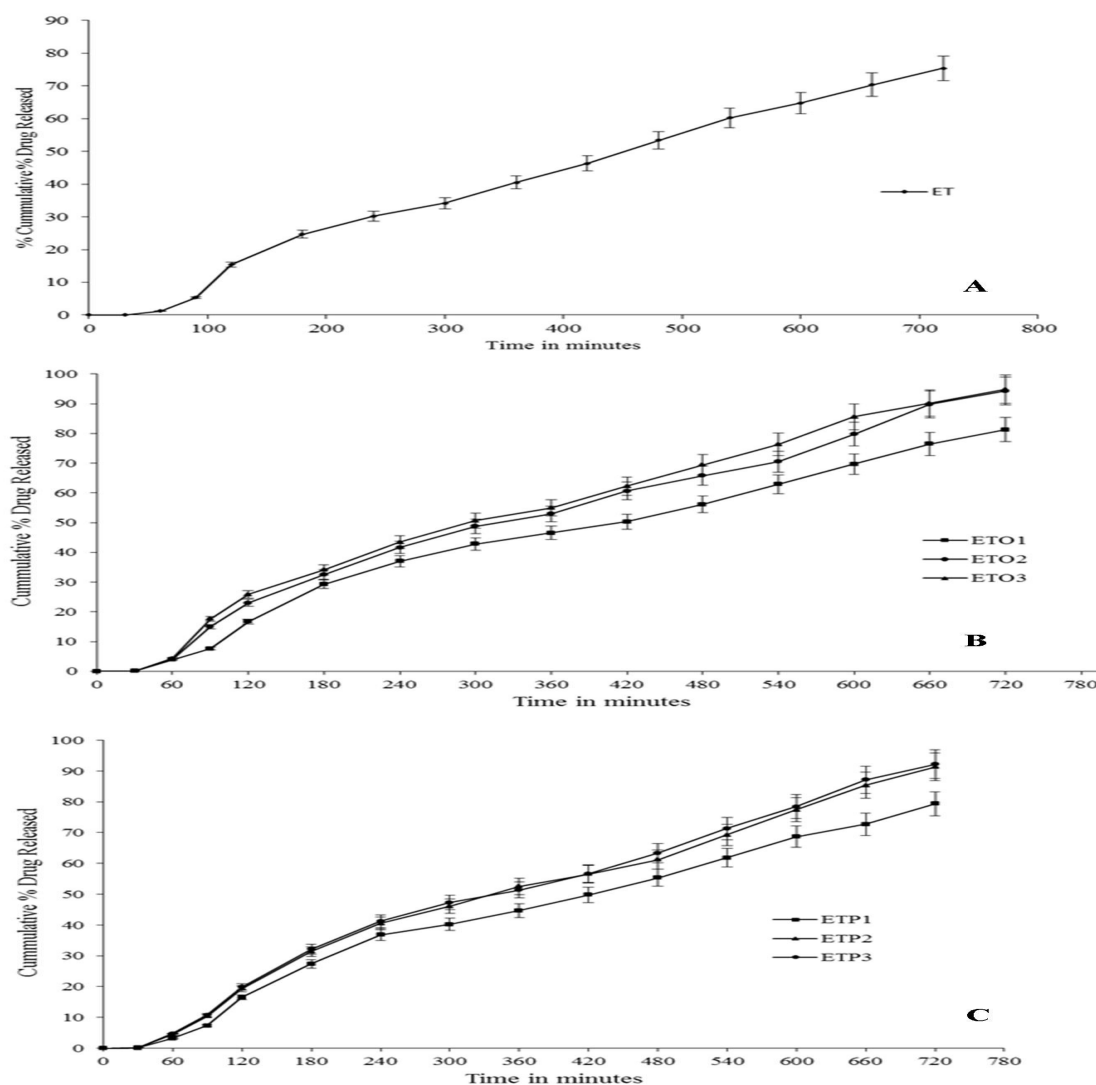 90
80
70
60
50
40
30
20
10
0
% Cummulative % Drug Released
ET
A
0 100 200 300 400 500 600 700 800
Time in minutes
100
90
80
70
60
50
40
30
20
10
0
Cummulative % Drug Released
ETO1
ETO2
ETO3
B
0 60 120 180 240 300 360 420 480 540 600 660 720 780
Time in minutes
100
90
80
70
60
50
40
30
20
10
0
Cummulative % Drug Released
ETP1
ETP2
ETP3
C
0 60 120 180 240 300 360 420 480 540 600 660 720 780
Time in minutes